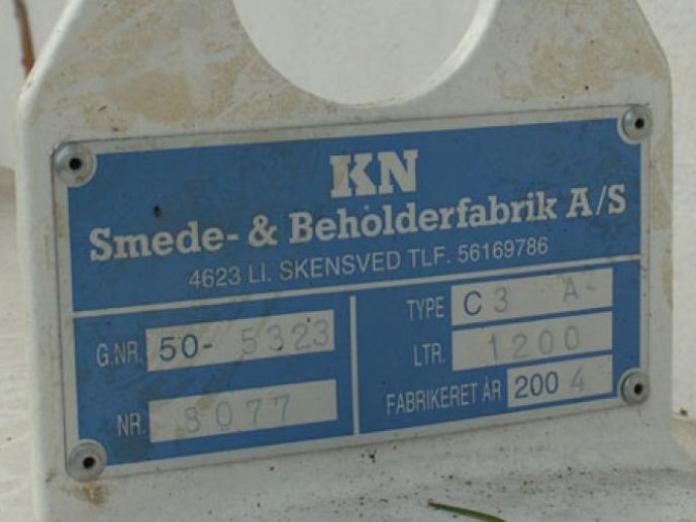 KN
Smede- & Beholderfabrik A/S
4623 LI. SKENSVED TLF. 56169786
G.NR. 50- 5323
NR. 8077
TYPE C3 A
LTR. 1200
FABRIKERET ÅR 2004